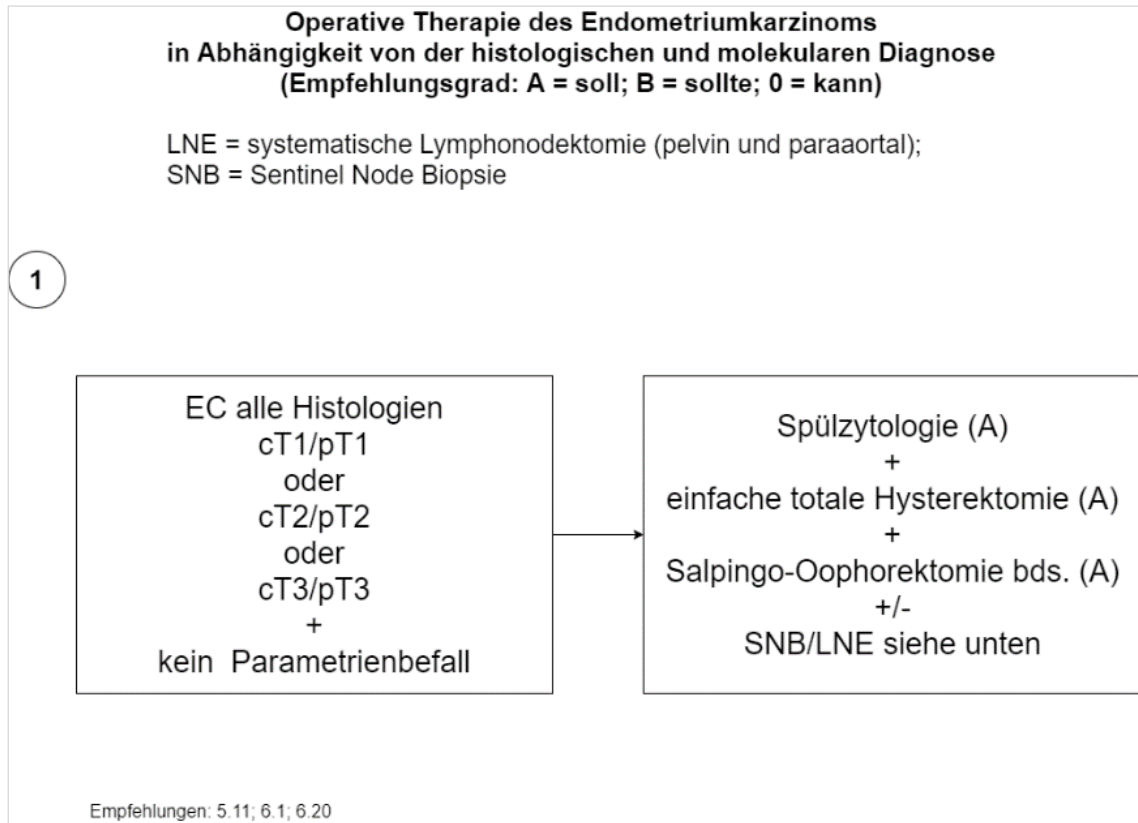 Operative Therapie des Endometriumkarzinoms
in Abhängigkeit von der histologischen und molekularen Diagnose
(Empfehlungsgrad: A = soll; B = sollte; 0 = kann)
LNE = systematische Lymphonodektomie (pelvin und paraaortal);
SNB = Sentinel Node Biopsie
1
EC alle Histologien
cT1/pT1
oder
cT2/pT2
oder
cT3/pT3
+
kein Parametrienbefall
Spülzytologie (A)
+
einfache totale Hysterektomie (A)
+
Salpingo-Oophorektomie bds. (A)
+/-
SNB/LNE siehe unten
Empfehlungen: 5.11; 6.1; 6.20